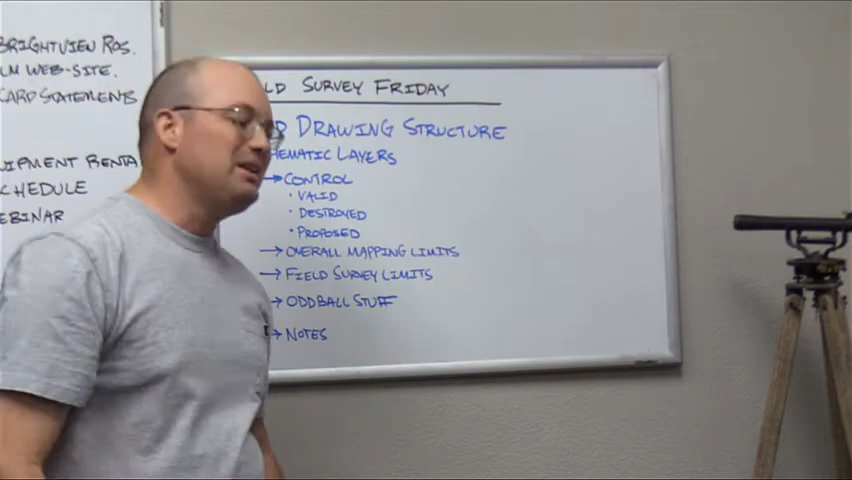 BRIGHTVIEW ROS.
LM WEB-SITE.
CARD STATEMENTS
UIPMENT RENTA
CHEDULE
EBINAR
LD SURVEY FRIDAY
P DRAWING STRUCTURE
HEMATIC LAYERS
→ CONTROL
· VALID
· DESTROYED
· PROPOSED
→ OVERALL MAPPING LIMITS
→ FIELD SURVEY LIMITS
→ ODDBALL STUFF
→ NOTES